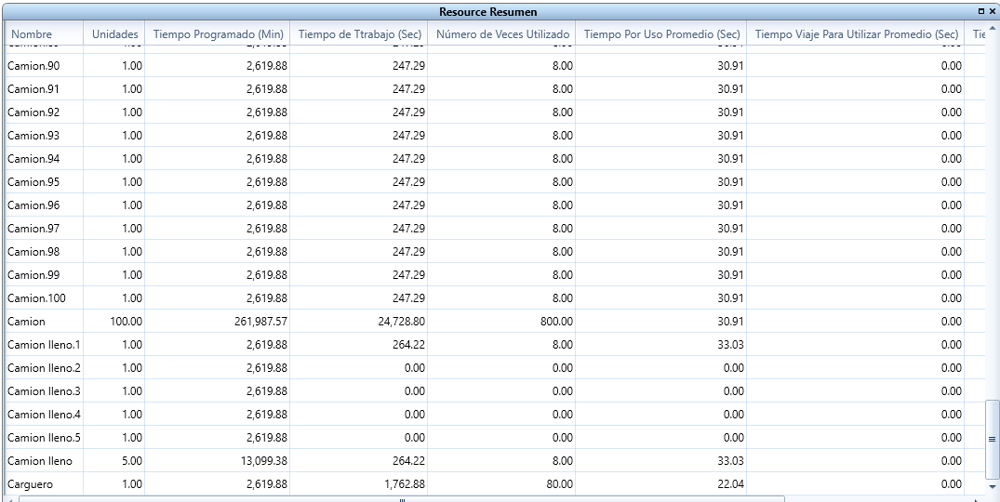 Resource Resumen
Nombre Unidades Tiempo Programado (Min) Tiempo de Ttrabajo (Sec) Número de Veces Utilizado Tiempo Por Uso Promedio (Sec) Tiempo Viaje Para Utilizar Promedio (Sec) Tie
Camion.90 1.00 2,619.88 247.29 8.00 30.91 0.00
Camion.91 1.00 2,619.88 247.29 8.00 30.91 0.00
Camion.92 1.00 2,619.88 247.29 8.00 30.91 0.00
Camion.93 1.00 2,619.88 247.29 8.00 30.91 0.00
Camion.94 1.00 2,619.88 247.29 8.00 30.91 0.00
Camion.95 1.00 2,619.88 247.29 8.00 30.91 0.00
Camion.96 1.00 2,619.88 247.29 8.00 30.91 0.00
Camion.97 1.00 2,619.88 247.29 8.00 30.91 0.00
Camion.98 1.00 2,619.88 247.29 8.00 30.91 0.00
Camion.99 1.00 2,619.88 247.29 8.00 30.91 0.00
Camion.100 1.00 2,619.88 247.29 8.00 30.91 0.00
Camion 100.00 261,987.57 24,728.80 800.00 30.91 0.00
Camion lleno.1 1.00 2,619.88 264.22 8.00 33.03 0.00
Camion lleno.2 1.00 2,619.88 0.00 0.00 0.00 0.00
Camion lleno.3 1.00 2,619.88 0.00 0.00 0.00 0.00
Camion lleno.4 1.00 2,619.88 0.00 0.00 0.00 0.00
Camion lleno.5 1.00 2,619.88 0.00 0.00 0.00 0.00
Camion lleno 5.00 13,099.38 264.22 8.00 33.03 0.00
Carguero 1.00 2,619.88 1,762.88 80.00 22.04 0.00